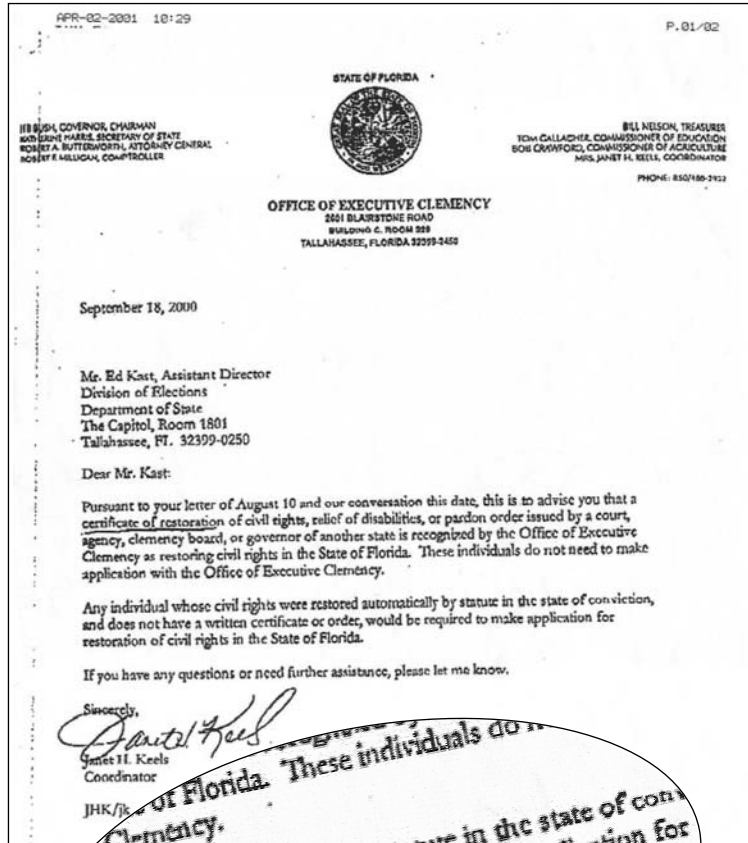 APR-02-2001 10:29
P.01/02
STATE OF FLORIDA
JEB BUSH, GOVERNOR, CHAIRMAN
KATHERINE HARRIS, SECRETARY OF STATE
ROBERT A. BUTTERWORTH, ATTORNEY GENERAL
ROBERT F. MILLIGAN, COMPTROLLER
BILL NELSON, TREASURER
TOM GALLAGHER, COMMISSIONER OF EDUCATION
BOB CRAWFORD, COMMISSIONER OF AGRICULTURE
MRS. JANET H. KEELS, COORDINATOR
PHONE:
OFFICE OF EXECUTIVE CLEMENCY
2601 BLAIRSTONE ROAD
BUILDING C, ROOM 229
TALLAHASSEE, FLORIDA 32399-2450
September 18, 2000
Mr. Ed Kast, Assistant Director
Division of Elections
Department of State
The Capitol, Room 1801
Tallahassee, FL 32399-0250
Dear Mr. Kast:
Pursuant to your letter of August 10 and our conversation this date, this is to advise you that a
certificate of restoration of civil rights, relief of disabilities, or pardon order issued by a court,
agency, clemency board, or governor of another state is recognized by the Office of Executive
Clemency as restoring civil rights in the State of Florida. These individuals do not need to make
application with the Office of Executive Clemency.
Any individual whose civil rights were restored automatically by statute in the state of conviction,
and does not have a written certificate or order, would be required to make application for
restoration of civil rights in the State of Florida.
If you have any questions or need further assistance, please let me know.
Sincerely,
Janet H. Keels
Janet H. Keels
Coordinator
JHK/jk
of Florida. These individuals do n
Clemency.
in the state of conv
for